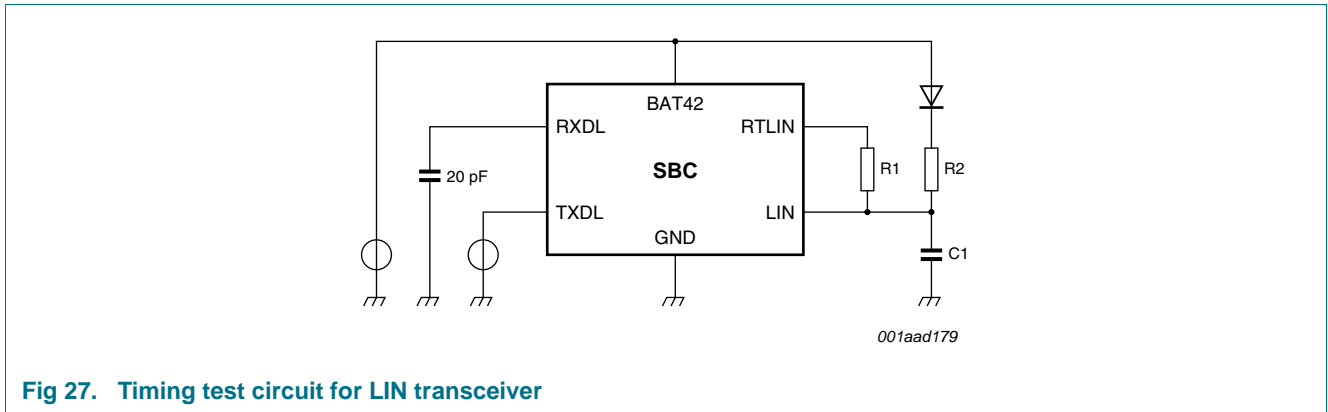 BAT42
RXDL
RTLIN
SBC
R1
R2
20 pF
TXDL
LIN
GND
C1
001aad179
Fig 27. Timing test circuit for LIN transceiver